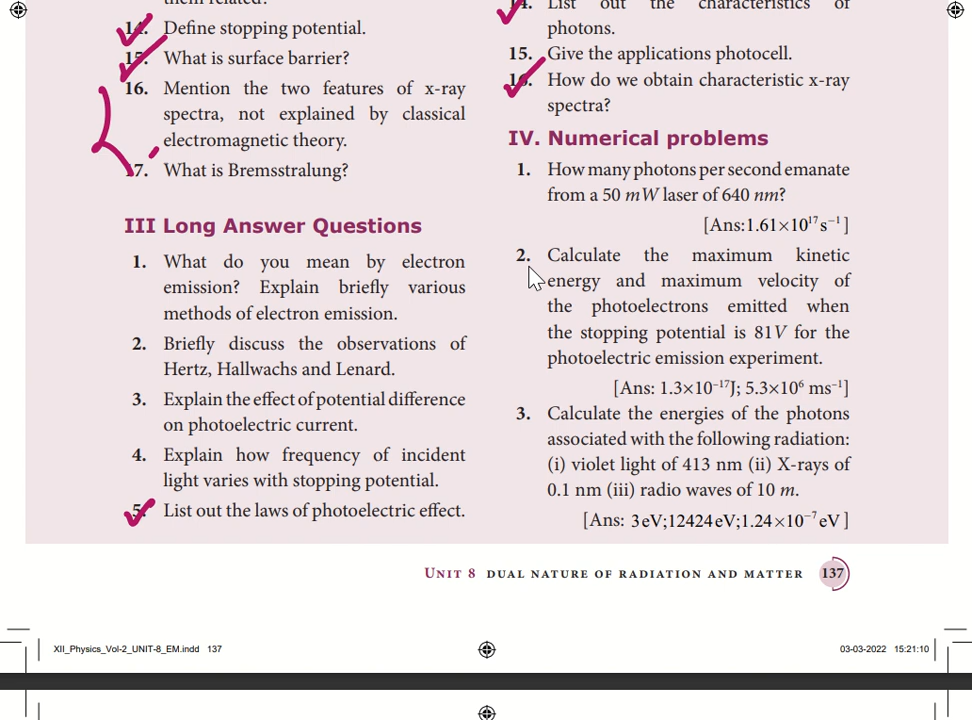 them related?
14. Define stopping potential.
15. What is surface barrier?
16. Mention the two features of x-ray
spectra, not explained by classical
electromagnetic theory.
17. What is Bremsstralung?
III Long Answer Questions
1. What do you mean by electron
emission? Explain briefly various
methods of electron emission.
2. Briefly discuss the observations of
Hertz, Hallwachs and Lenard.
3. Explain the effect of potential difference
on photoelectric current.
4. Explain how frequency of incident
light varies with stopping potential.
5. List out the laws of photoelectric effect.
14. List out the characteristics of
photons.
15. Give the applications photocell.
16. How do we obtain characteristic x-ray
spectra?
IV. Numerical problems
1. How many photons per second emanate
from a 50 mW laser of 640 nm?
[Ans:1.61×10¹⁷s⁻¹]
2. Calculate the maximum kinetic
energy and maximum velocity of
the photoelectrons emitted when
the stopping potential is 81V for the
photoelectric emission experiment.
[Ans: 1.3×10⁻¹⁷J; 5.3×10⁶ ms⁻¹]
3. Calculate the energies of the photons
associated with the following radiation:
(i) violet light of 413 nm (ii) X-rays of
0.1 nm (iii) radio waves of 10 m.
[Ans: 3eV;12424eV;1.24×10⁻⁷eV]
UNIT 8 DUAL NATURE OF RADIATION AND MATTER 137
XII_Physics_Vol-2_UNIT-8_EM.indd 137 03-03-2022 15:21:10